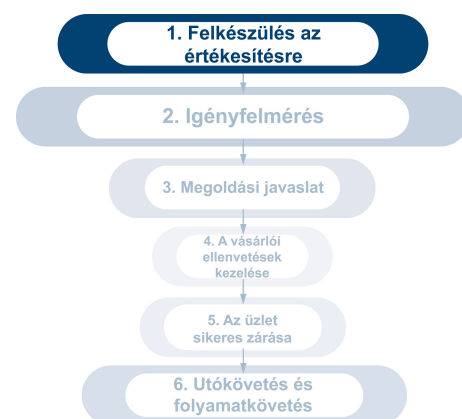 1. Felkészülés az
értékesítésre
2. Igényfelmérés
3. Megoldási javaslat
4. A vásárlói
ellenvetések
kezelése
5. Az üzlet
sikeres zárása
6. Utókövetés és
folyamatkövetés